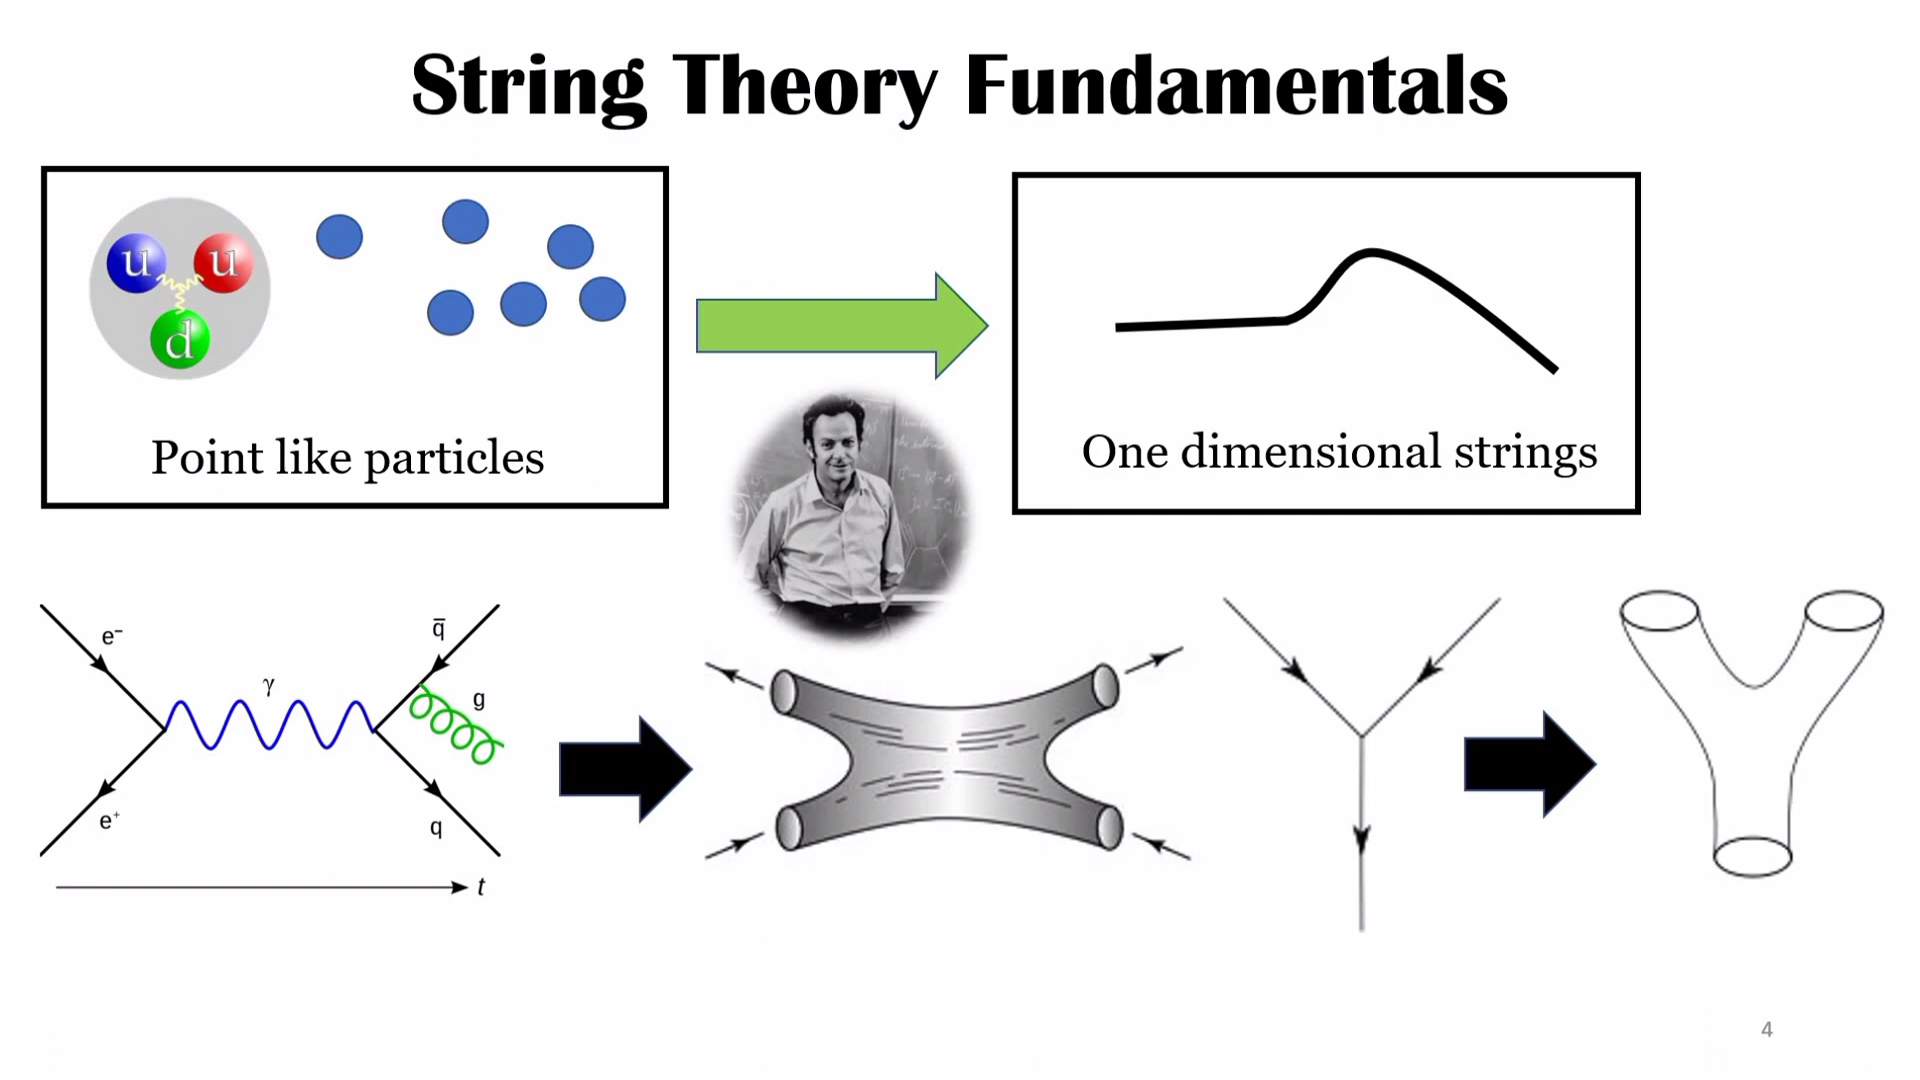 String Theory Fundamentals
u u
d
Point like particles
One dimensional strings
e⁻
q̅
γ
g
e⁺
q
t
4